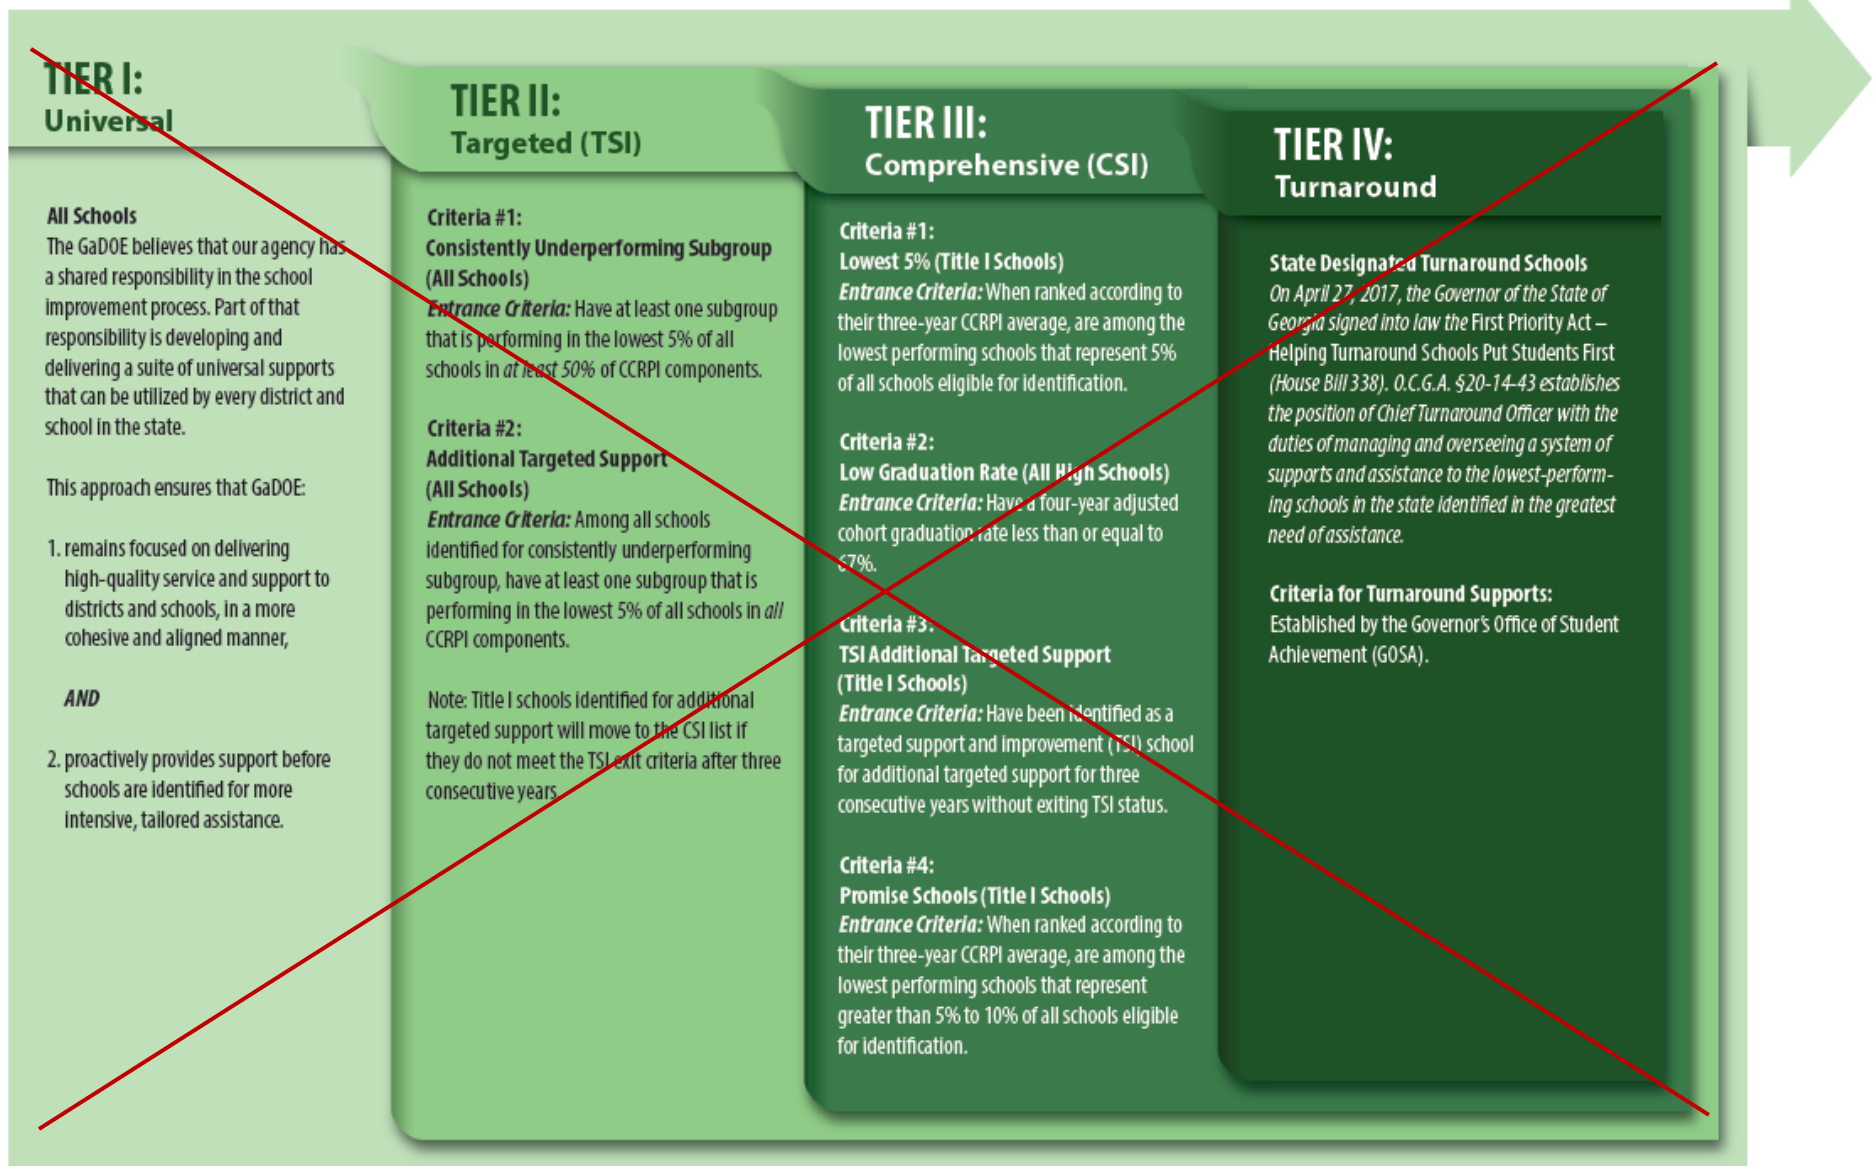 TIER I:
Universal
All Schools
The GaDOE believes that our agency has
a shared responsibility in the school
improvement process. Part of that
responsibility is developing and
delivering a suite of universal supports
that can be utilized by every district and
school in the state.
This approach ensures that GaDOE:
1. remains focused on delivering
high-quality service and support to
districts and schools, in a more
cohesive and aligned manner,
AND
2. proactively provides support before
schools are identified for more
intensive, tailored assistance.
TIER II:
Targeted (TSI)
Criteria #1:
Consistently Underperforming Subgroup
(All Schools)
Entrance Criteria: Have at least one subgroup
that is performing in the lowest 5% of all
schools in at least 50% of CCRPI components.
Criteria #2:
Additional Targeted Support
(All Schools)
Entrance Criteria: Among all schools
identified for consistently underperforming
subgroup, have at least one subgroup that is
performing in the lowest 5% of all schools in all
CCRPI components.
Note: Title I schools identified for additional
targeted support will move to the CSI list if
they do not meet the TSI exit criteria after three
consecutive years.
TIER III:
Comprehensive (CSI)
Criteria #1:
Lowest 5% (Title I Schools)
Entrance Criteria: When ranked according to
their three-year CCRPI average, are among the
lowest performing schools that represent 5%
of all schools eligible for identification.
Criteria #2:
Low Graduation Rate (All High Schools)
Entrance Criteria: Have a four-year adjusted
cohort graduation rate less than or equal to
67%.
Criteria #3:
TSI Additional Targeted Support
(Title I Schools)
Entrance Criteria: Have been identified as a
targeted support and improvement (TSI) school
for additional targeted support for three
consecutive years without exiting TSI status.
Criteria #4:
Promise Schools (Title I Schools)
Entrance Criteria: When ranked according to
their three-year CCRPI average, are among the
lowest performing schools that represent
greater than 5% to 10% of all schools eligible
for identification.
TIER IV:
Turnaround
State Designated Turnaround Schools
On April 27, 2017, the Governor of the State of
Georgia signed into law the First Priority Act –
Helping Turnaround Schools Put Students First
(House Bill 338). O.C.G.A. §20-14-43 establishes
the position of Chief Turnaround Officer with the
duties of managing and overseeing a system of
supports and assistance to the lowest-perform-
ing schools in the state identified in the greatest
need of assistance.
Criteria for Turnaround Supports:
Established by the Governor's Office of Student
Achievement (GOSA).